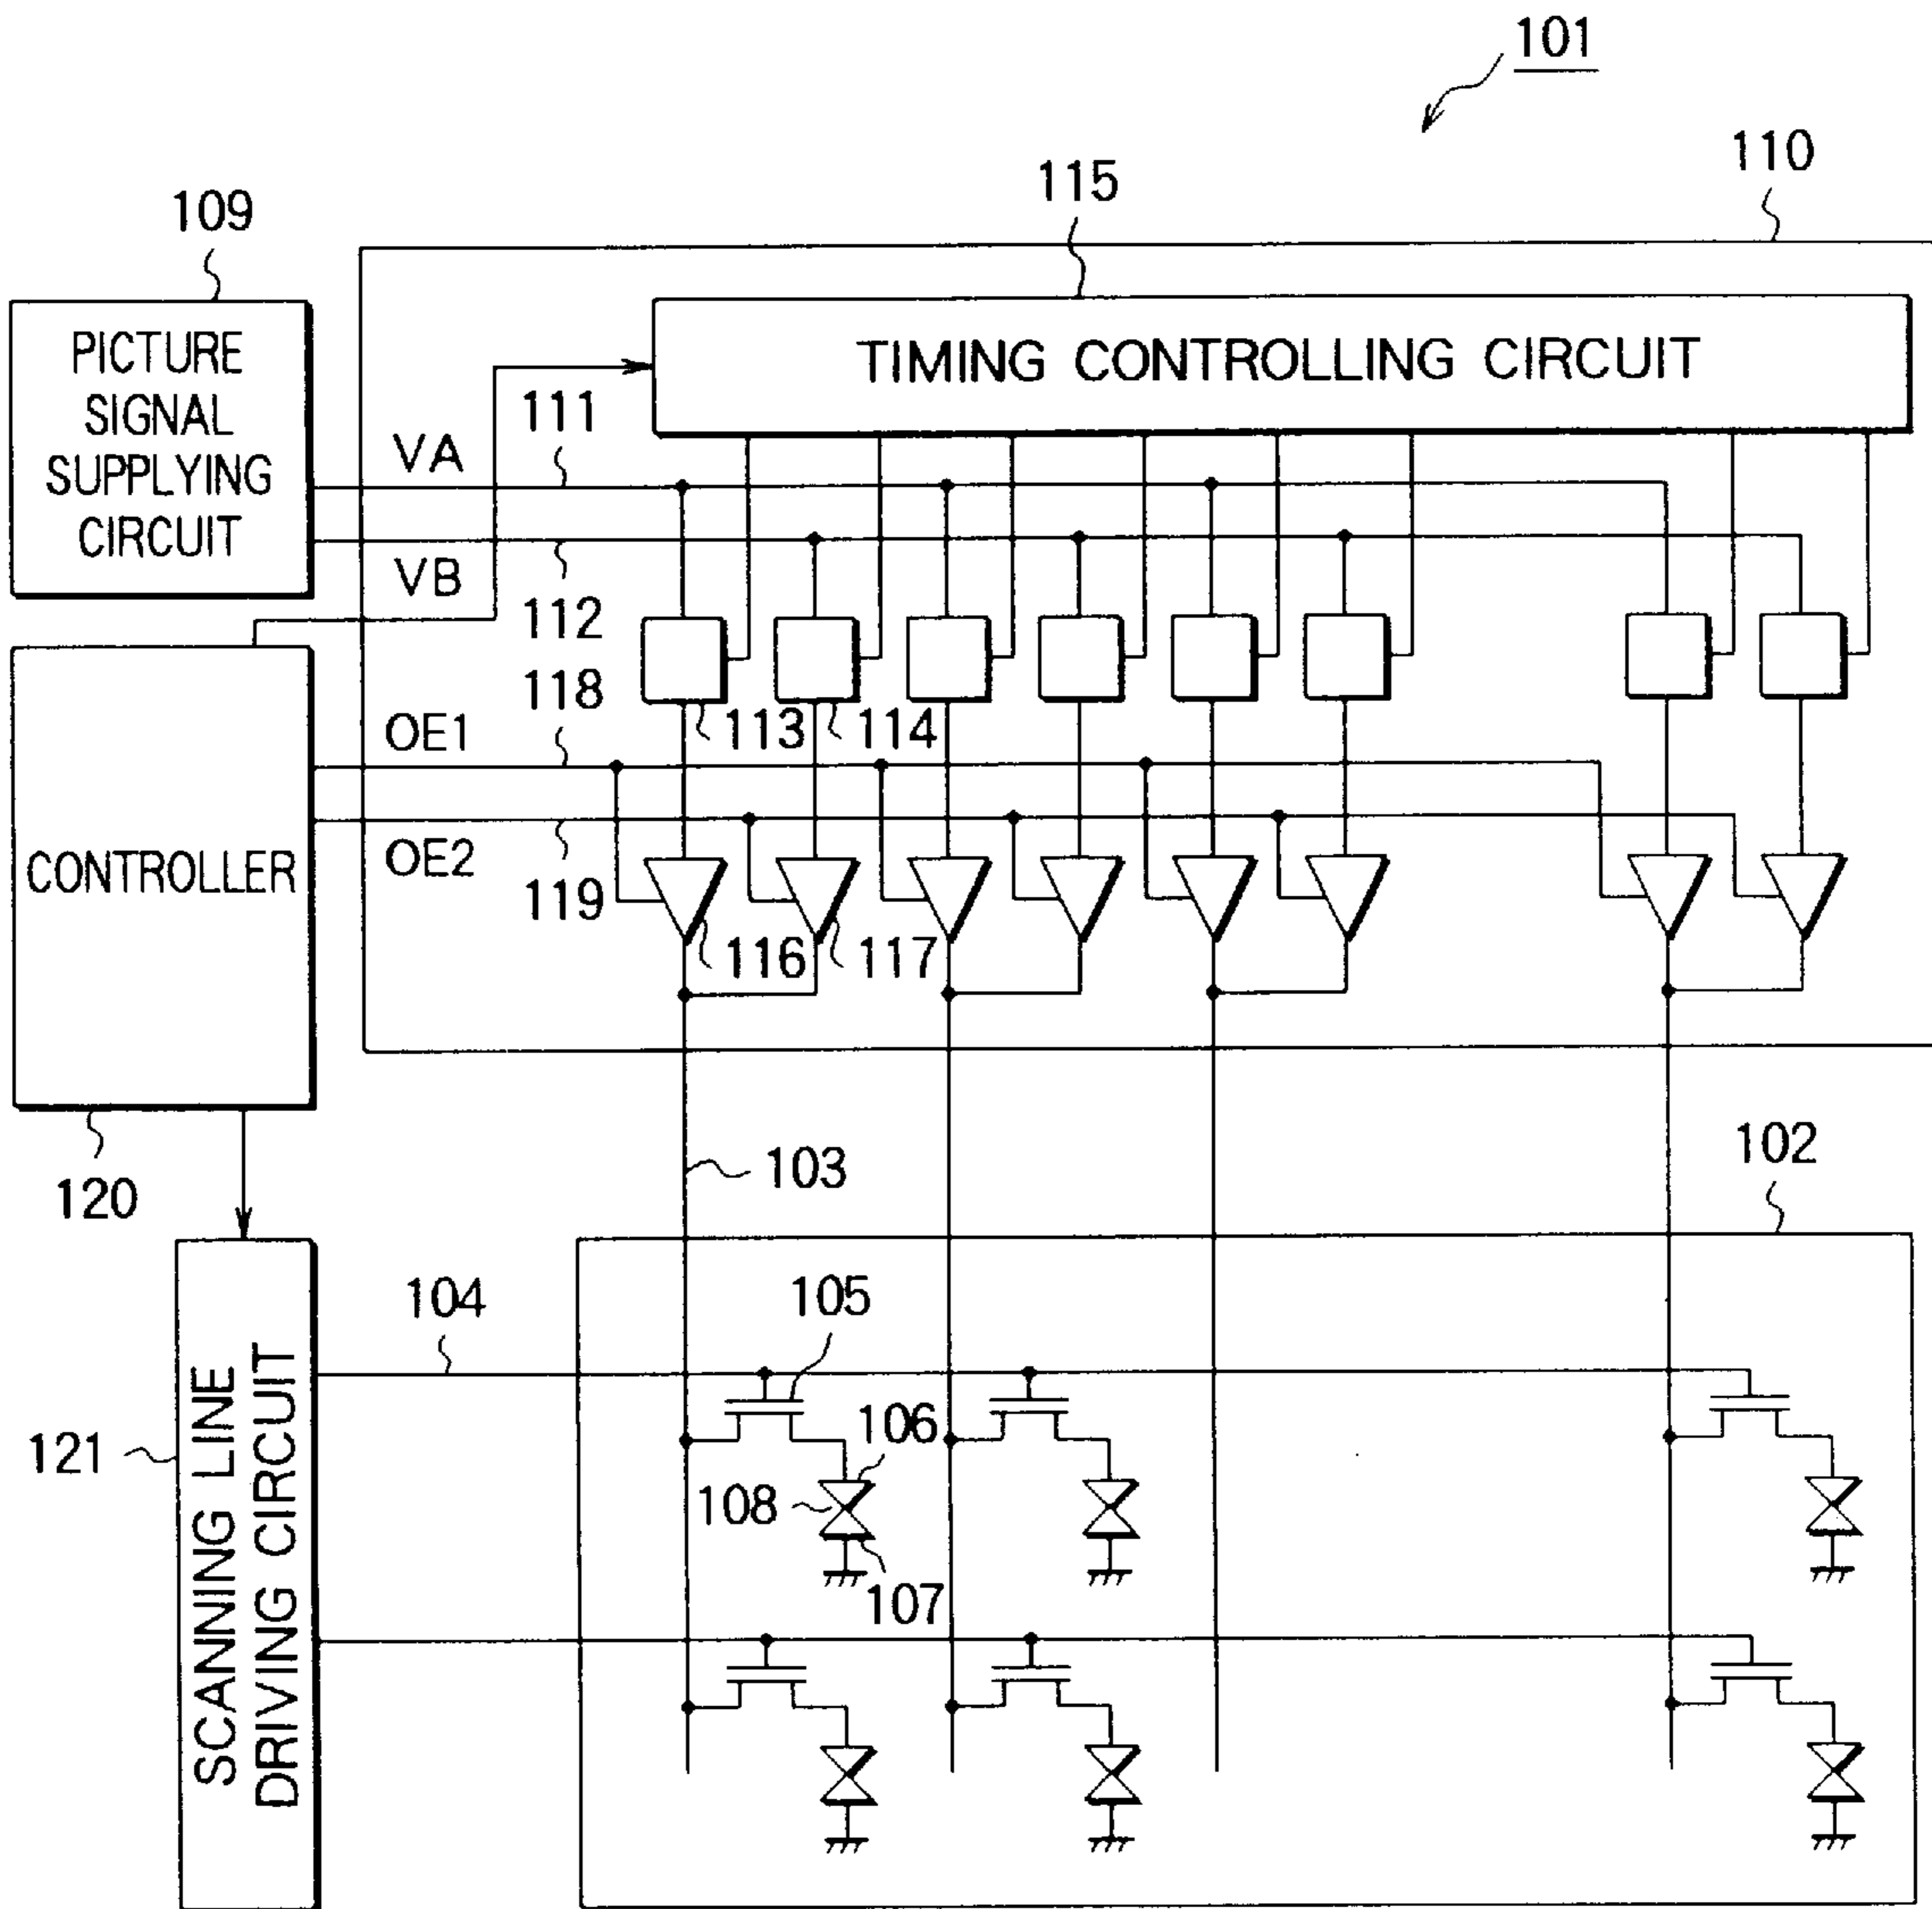 101
110
115
109
PICTURE
SIGNAL
SUPPLYING
CIRCUIT
TIMING CONTROLLING CIRCUIT
111
VA
VB
112
118
113
114
OE1
CONTROLLER
OE2
119
116
117
103
102
120
104
105
SCANNING LINE
DRIVING CIRCUIT
121
106
108
107